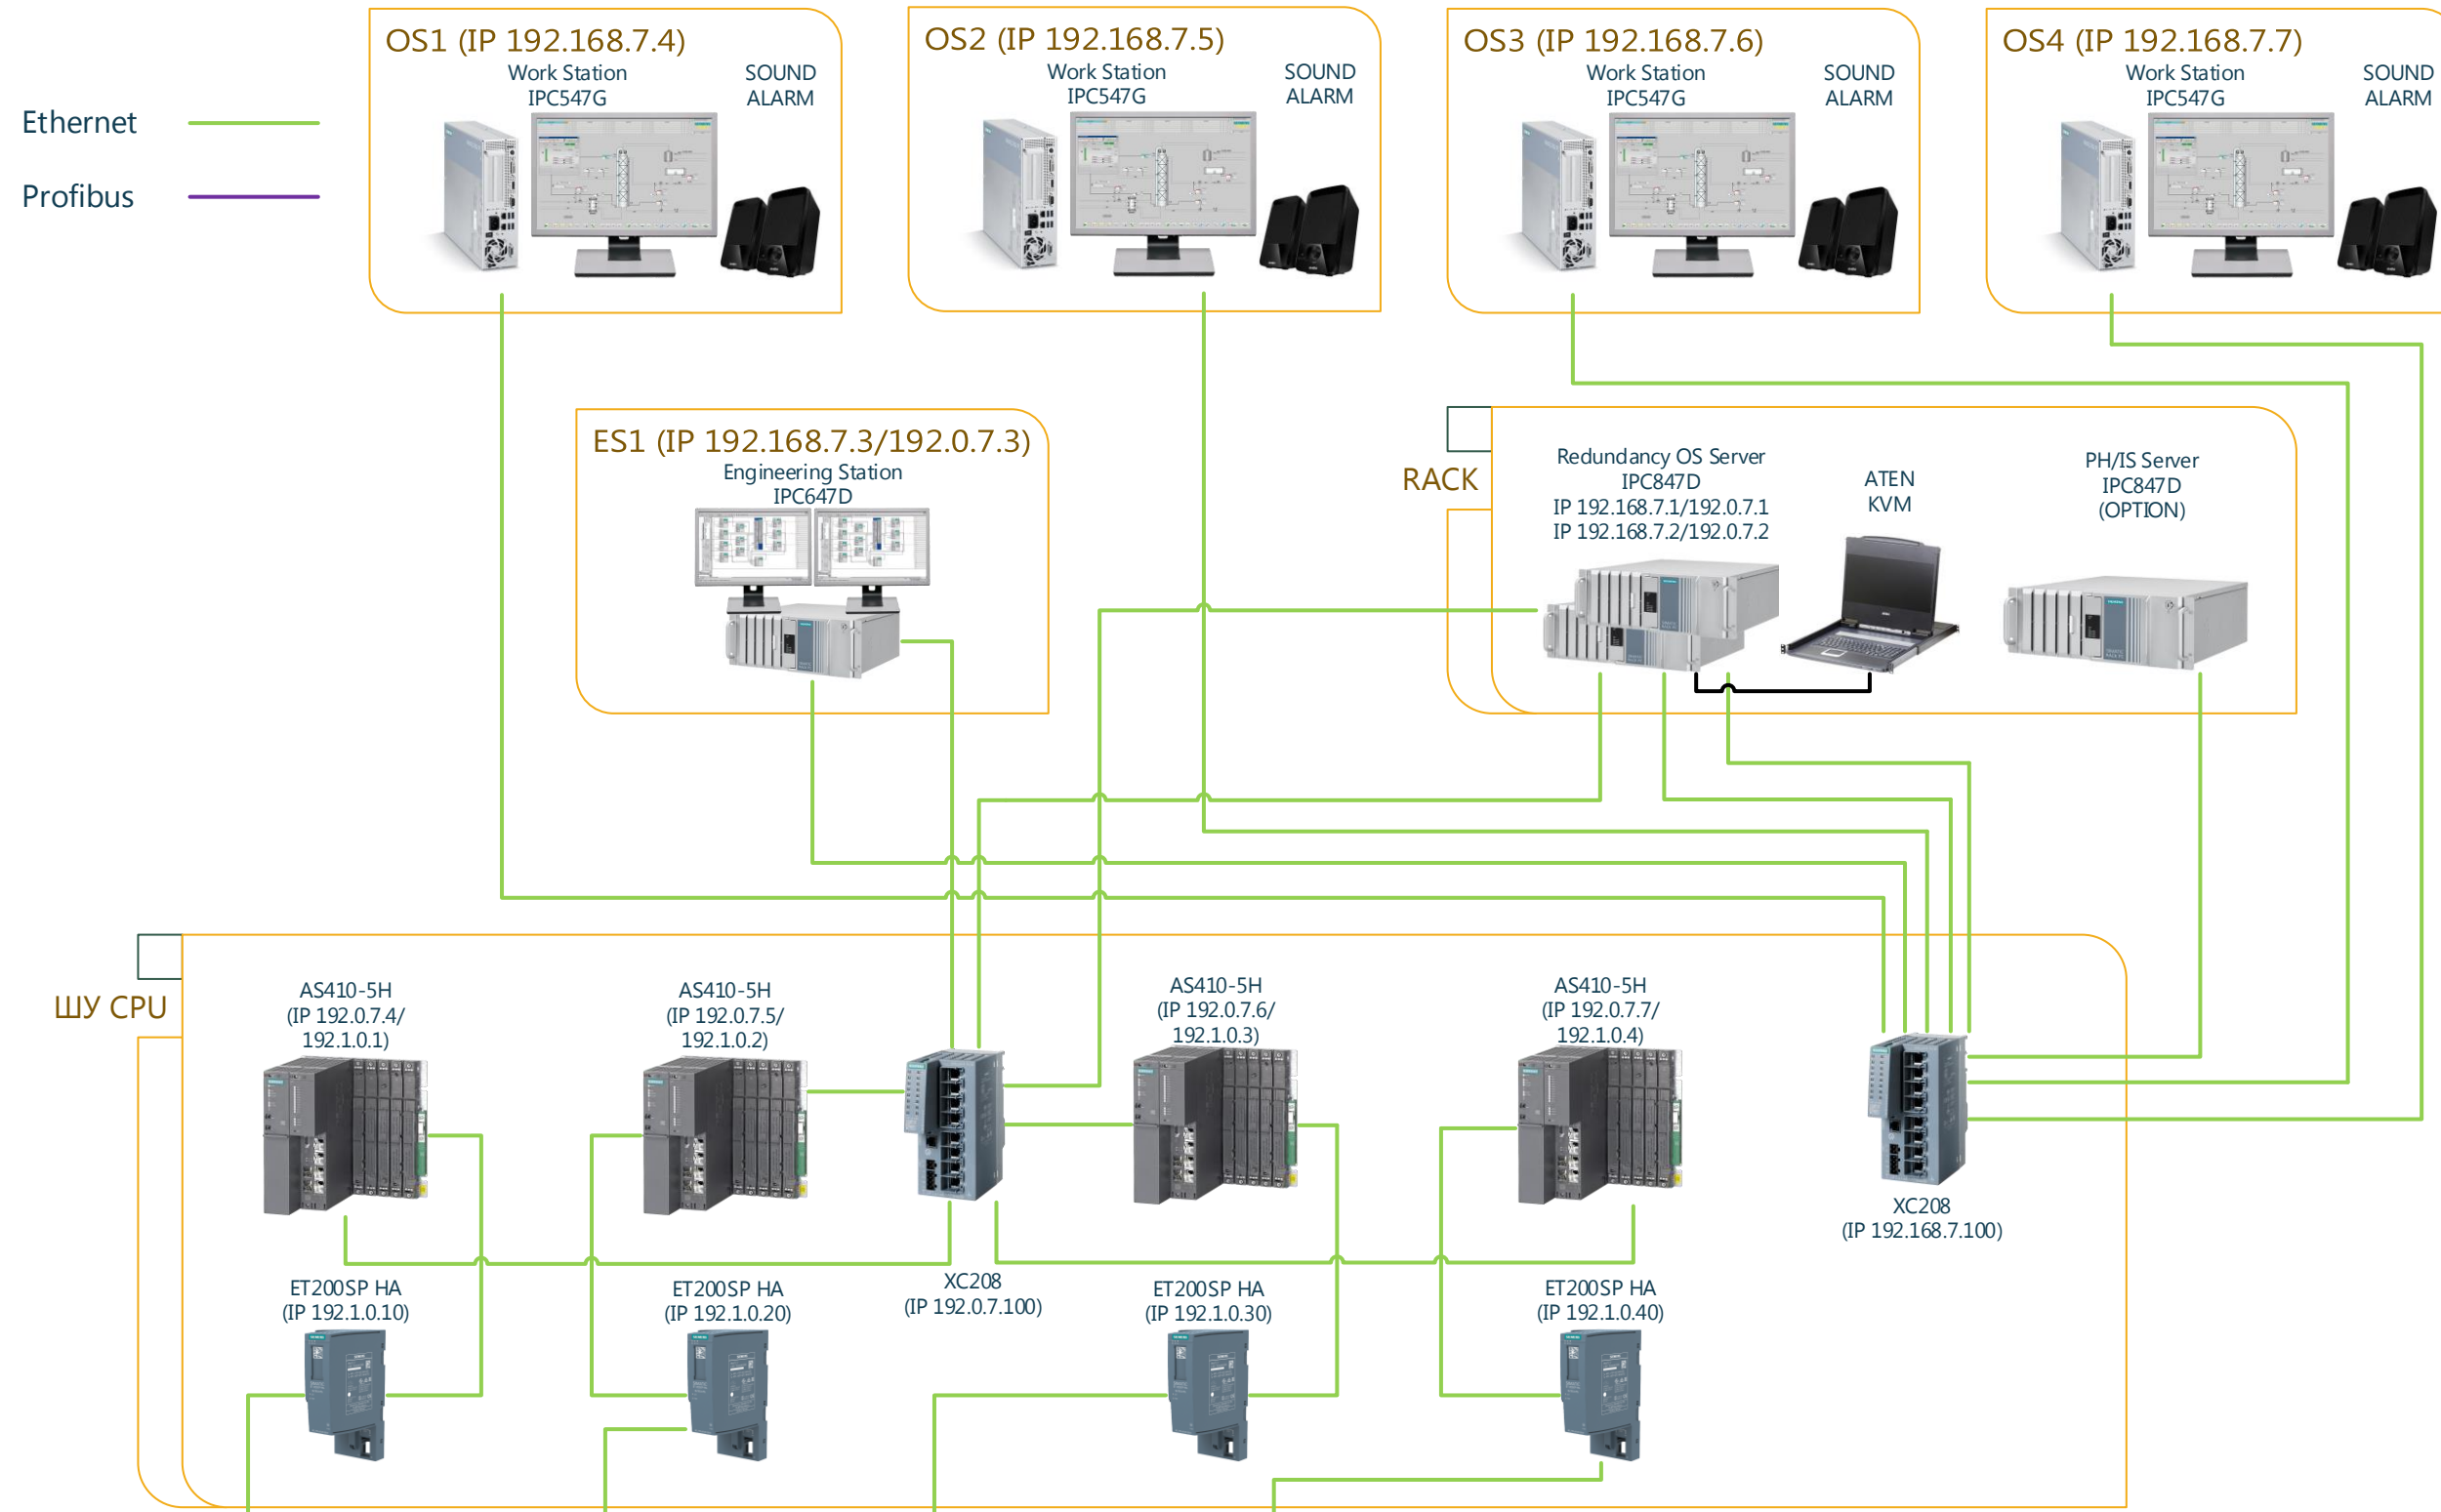 OS1 (IP 192.168.7.4)
Work Station
IPC547G
SOUND
ALARM
OS2 (IP 192.168.7.5)
Work Station
IPC547G
SOUND
ALARM
OS3 (IP 192.168.7.6)
Work Station
IPC547G
SOUND
ALARM
OS4 (IP 192.168.7.7)
Work Station
IPC547G
SOUND
ALARM
Ethernet
Profibus
ES1 (IP 192.168.7.3/192.0.7.3)
Engineering Station
IPC647D
RACK
Redundancy OS Server
IPC847D
IP 192.168.7.1/192.0.7.1
IP 192.168.7.2/192.0.7.2
ATEN
KVM
PH/IS Server
IPC847D
(OPTION)
ШУ CPU
AS410-5H
(IP 192.0.7.4/
192.1.0.1)
AS410-5H
(IP 192.0.7.5/
192.1.0.2)
AS410-5H
(IP 192.0.7.6/
192.1.0.3)
AS410-5H
(IP 192.0.7.7/
192.1.0.4)
XC208
(IP 192.168.7.100)
XC208
(IP 192.0.7.100)
ET200SP HA
(IP 192.1.0.10)
ET200SP HA
(IP 192.1.0.20)
ET200SP HA
(IP 192.1.0.30)
ET200SP HA
(IP 192.1.0.40)